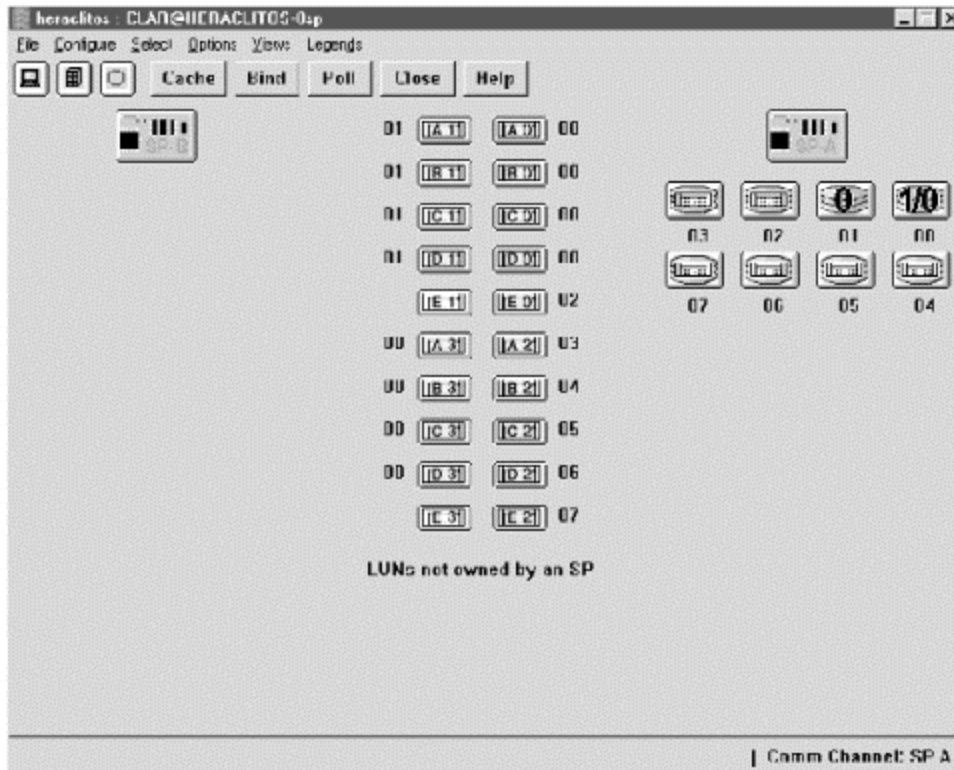 heraclitos : CLAR@HERACLITOS-0sp
File Configure Select Options Views Legends
Cache Bind Poll Close Help
SP-B
SP-A
01 A 1 A 0 00
01 B 1 B 0 00
01 C 1 C 0 00
01 D 1 D 0 00
E 1 E 0 02
00 A 3 A 2 03
00 B 3 B 2 04
00 C 3 C 2 05
00 D 3 D 2 06
E 3 E 2 07
0 1/0
03 02 01 00
07 06 05 04
LUNs not owned by an SP
Comm Channel: SP A